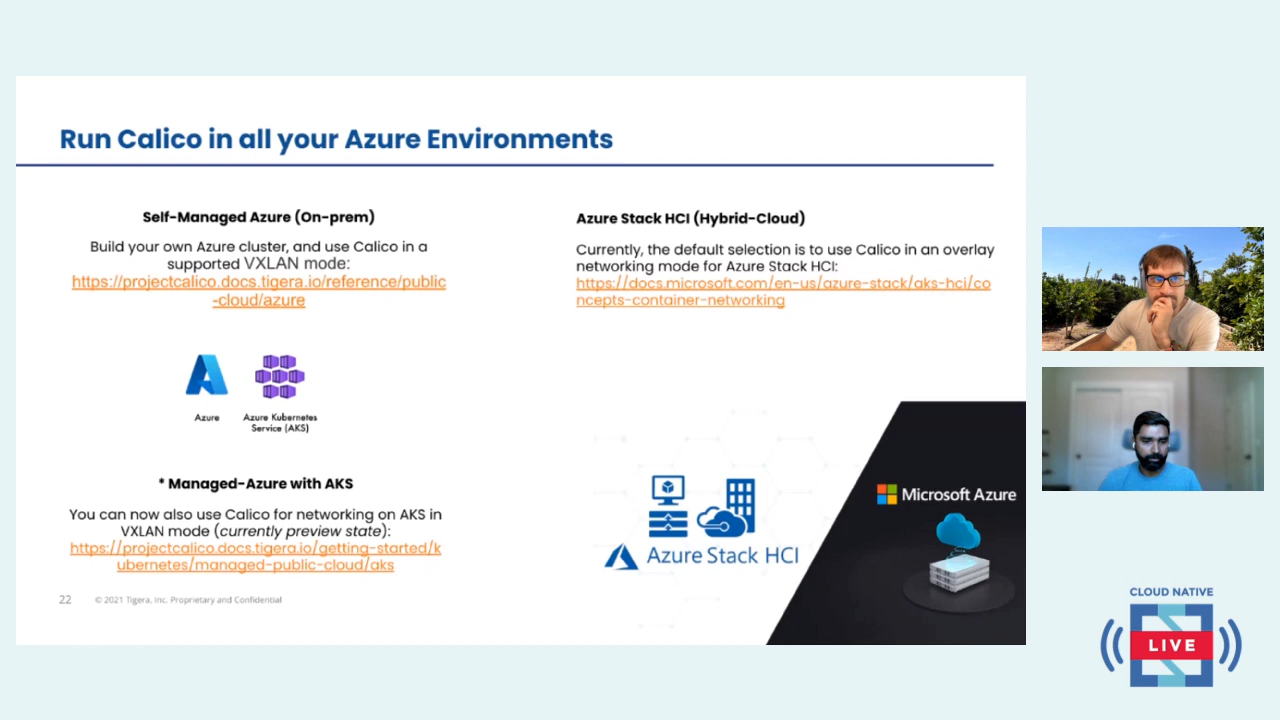 Run Calico in all your Azure Environments
Self-Managed Azure (On-prem)
Build your own Azure cluster, and use Calico in a
supported VXLAN mode:
https://projectcalico.docs.tigera.io/reference/public
-cloud/azure
Azure
Azure Kubernetes
Service (AKS)
* Managed-Azure with AKS
You can now also use Calico for networking on AKS in
VXLAN mode (currently preview state):
https://projectcalico.docs.tigera.io/getting-started/k
ubernetes/managed-public-cloud/aks
22
© 2021 Tigera, Inc. Proprietary and Confidential
Azure Stack HCI (Hybrid-Cloud)
Currently, the default selection is to use Calico in an overlay
networking mode for Azure Stack HCI:
https://docs.microsoft.com/en-us/azure-stack/aks-hci/co
ncepts-container-networking
Azure Stack HCI
Microsoft Azure
CLOUD NATIVE
LIVE